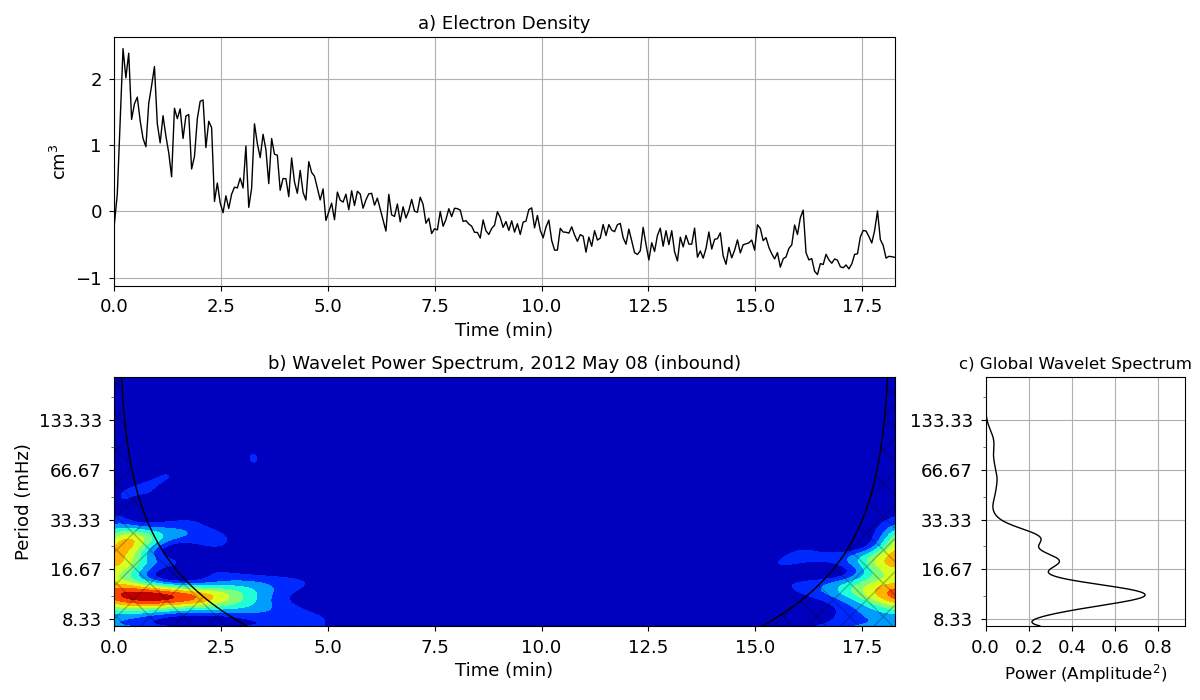 a) Electron Density
2
1
0
−1
cm³
0.0 2.5 5.0 7.5 10.0 12.5 15.0 17.5
Time (min)
b) Wavelet Power Spectrum, 2012 May 08 (inbound)
133.33
66.67
33.33
16.67
8.33
Period (mHz)
0.0 2.5 5.0 7.5 10.0 12.5 15.0 17.5
Time (min)
c) Global Wavelet Spectrum
133.33
66.67
33.33
16.67
8.33
0.0 0.2 0.4 0.6 0.8
Power (Amplitude²)